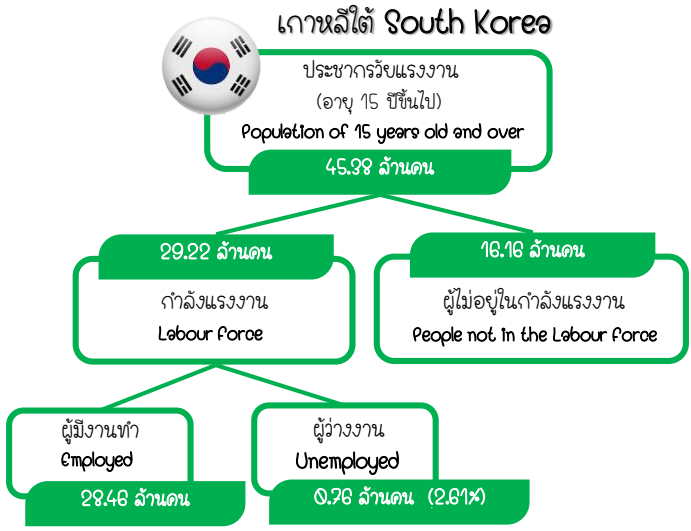 เกาหลีใต้ South Korea
ประชากรวัยแรงงาน
(อายุ 15 ปีขึ้นไป)
Population of 15 years old and over
45.38 ล้านคน
29.22 ล้านคน
16.16 ล้านคน
กำลังแรงงาน
Labour Force
ผู้ไม่อยู่ในกำลังแรงงาน
People not in the Labour Force
ผู้มีงานทำ
Employed
28.46 ล้านคน
ผู้ว่างงาน
Unemployed
0.76 ล้านคน (2.61%)